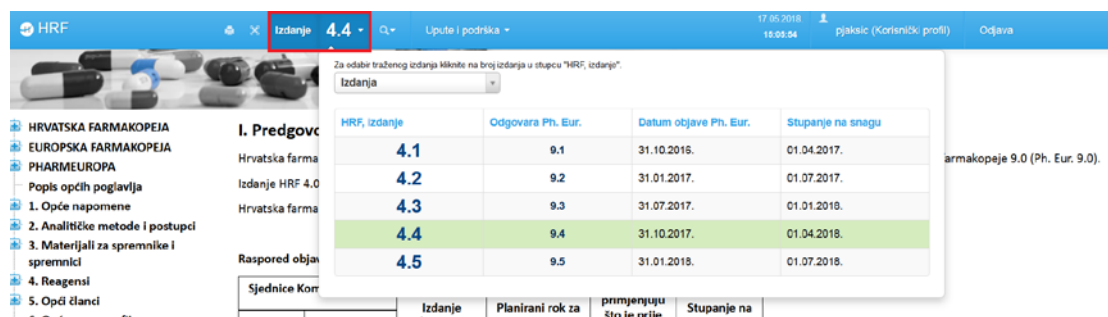 HRF Izdanje 4.4 Upute i podrška 17.05.2018 15:03:54 pjaksic (Korisnički profil) Odjava
Za odabir traženog izdanja kliknite na broj izdanja u stupcu "HRF, izdanje".
Izdanja
HRF, izdanje Odgovara Ph. Eur. Datum objave Ph. Eur. Stupanje na snagu
4.1 9.1 31.10.2016. 01.04.2017.
4.2 9.2 31.01.2017. 01.07.2017.
4.3 9.3 31.07.2017. 01.01.2018.
4.4 9.4 31.10.2017. 01.04.2018.
4.5 9.5 31.01.2018. 01.07.2018.
HRVATSKA FARMAKOPEJA
EUROPSKA FARMAKOPEJA
PHARMEUROPA
Popis općih poglavlja
1. Opće napomene
2. Analitičke metode i postupci
3. Materijali za spremnike i
spremnici
4. Reagensi
5. Opći članci
I. Predgovo
Hrvatska farma
armakopeje 9.0 (Ph. Eur. 9.0).
Izdanje HRF 4.0
Hrvatska farma
Raspored objav
Sjednice Kom
Izdanje Planirani rok za primjenjuju Stupanje na
što je prije